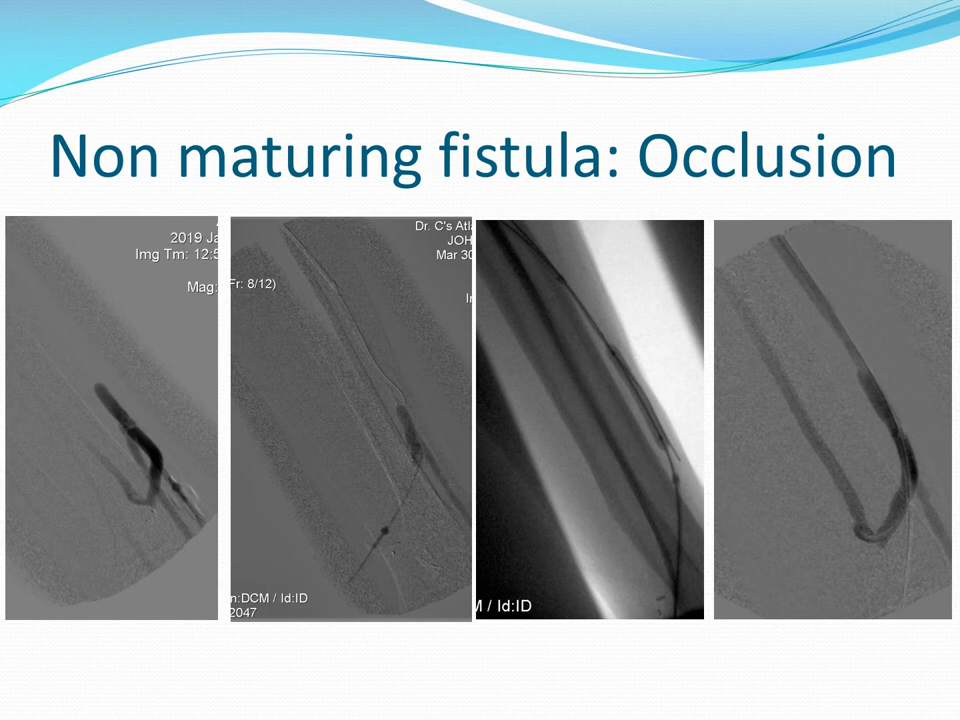 Non maturing fistula: Occlusion
2019 Ja
Img Tm: 12:5
Mag:
Dr. C's Atl
JOH
Mar 30
Fr: 8/12)
n:DCM / Id:ID
2047
M / Id:ID